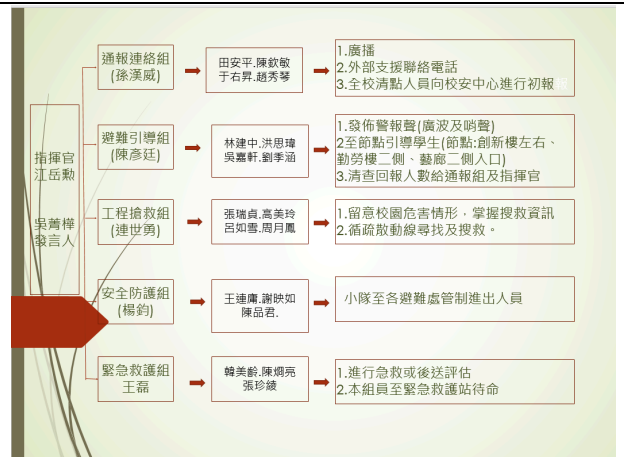 指揮官
江岳勳
吳菁樺
發言人
通報連絡組
(孫漢威)
田安平.陳欽敏
于右昇.趙秀琴
1.廣播
2.外部支援聯絡電話
3.全校清點人員向校安中心進行初報
避難引導組
(陳彥廷)
林建中.洪思瑋
吳嘉軒.劉季涵
1.發佈警報聲(廣波及哨聲)
2至節點引導學生(節點:創新樓左右、
勤勞樓二側、藝廊二側入口)
3.清查回報人數給通報組及指揮官
工程搶救組
(連世勇)
張瑞貞.高美玲
呂如雪.周月鳳
1.留意校園危害情形，掌握搜救資訊
2.循疏散動線尋找及搜救。
安全防護組
(楊鈞)
王連庸.謝映如
陳品君.
小隊至各避難處管制進出人員
緊急救護組
王磊
韓美齡.陳烱亮
張珍綾
1.進行急救或後送評估
2.本組員至緊急救護站待命